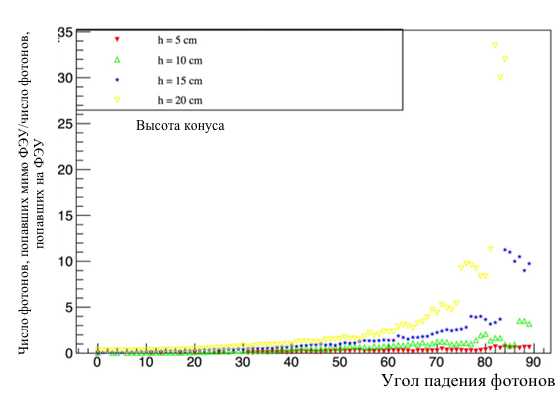 Число фотонов, попавших мимо ФЭУ/число фотонов,
попавших на ФЭУ
35
30
25
20
15
10
5
0
h = 5 cm
h = 10 cm
h = 15 cm
h = 20 cm
Высота конуса
0 10 20 30 40 50 60 70 80 90
Угол падения фотонов